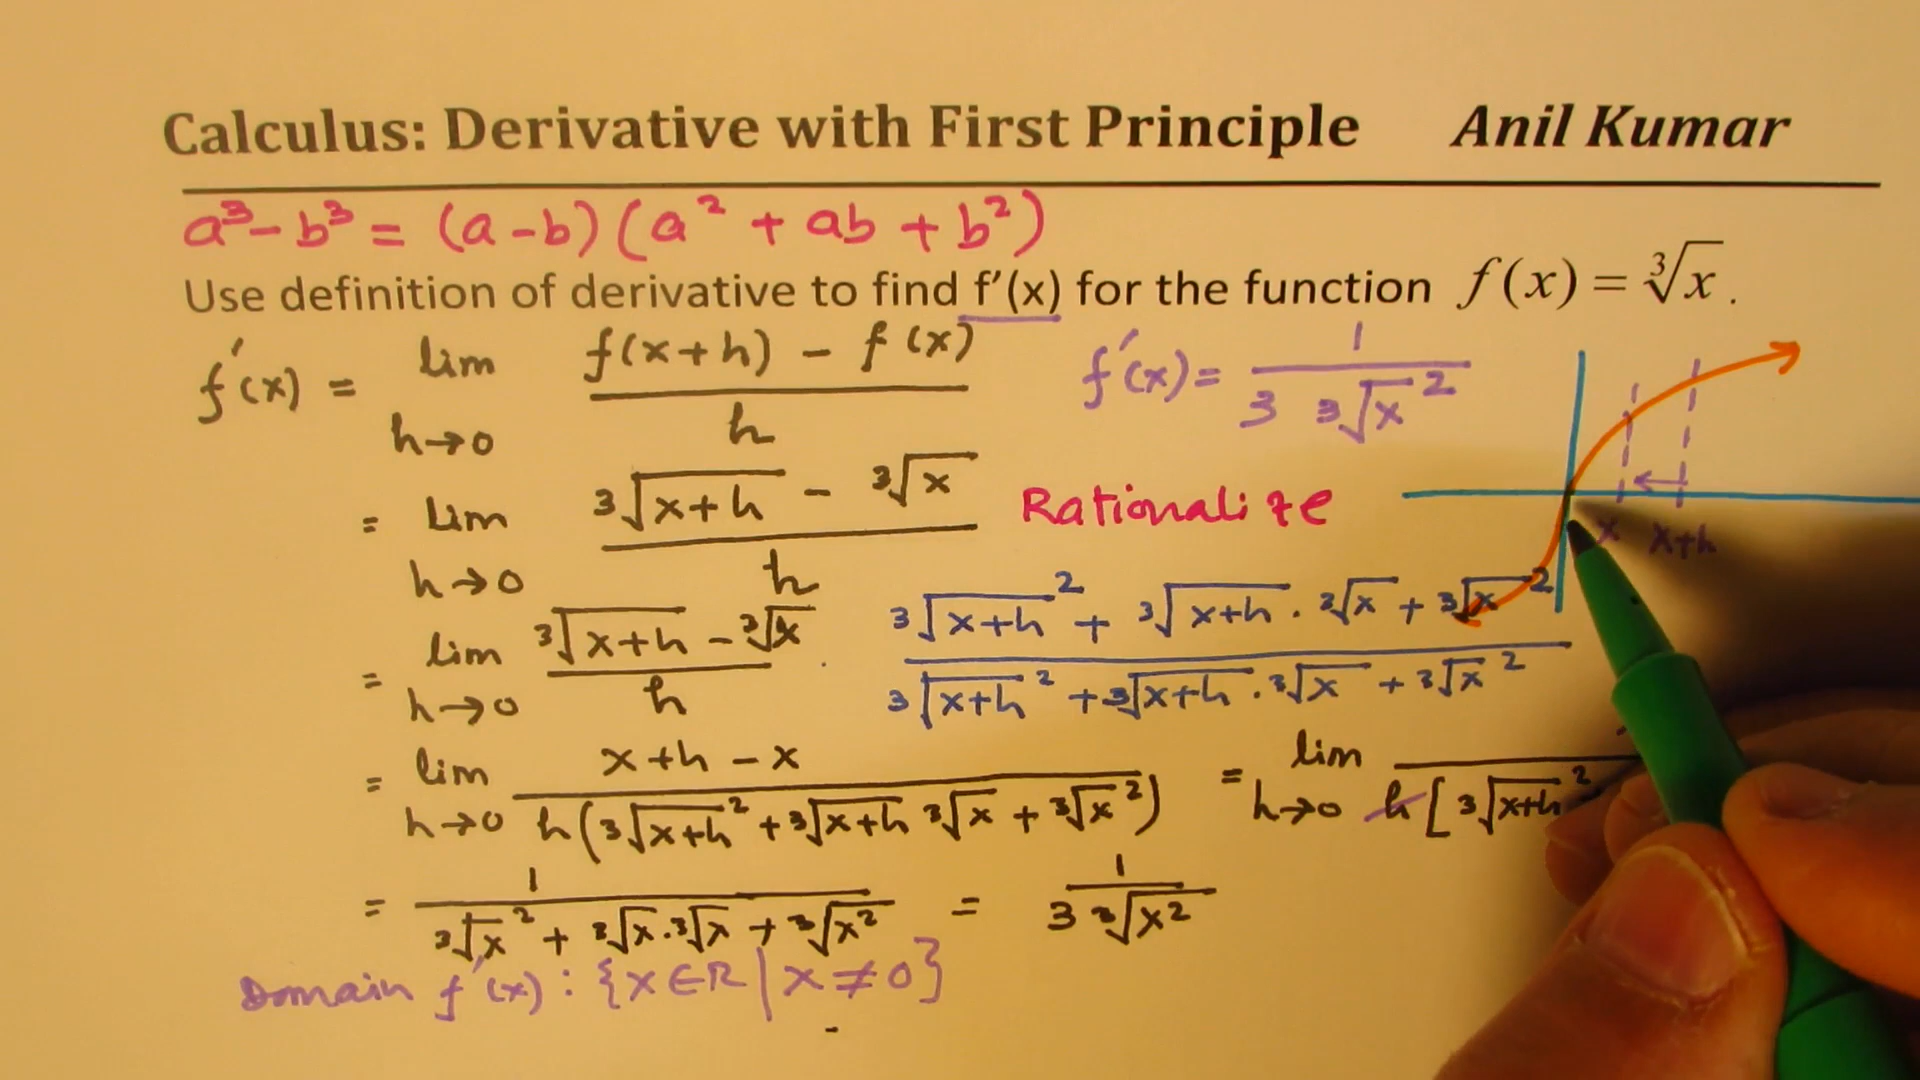 Calculus: Derivative with First Principle Anil Kumar
a³ - b³ = (a - b) (a² + ab + b²)
Use definition of derivative to find f'(x) for the function f(x) = ∛x .
f'(x) = lim h→0 (f(x+h) - f(x)) / h
f'(x) = 1 / (3 ∛x²)
= lim h→0 (∛(x+h) - ∛x) / h
Rationalize
x x+h
= lim h→0 (∛(x+h) - ∛x) / h · (∛(x+h)² + ∛(x+h) · ∛x + ∛x²) / (∛(x+h)² + ∛(x+h) · ∛x + ∛x²)
= lim h→0 (x+h - x) / (h(∛(x+h)² + ∛(x+h) ∛x + ∛x²))
= lim h→0 h [ ∛(x+h)²
= 1 / (∛x² + ∛x · ∛x + ∛x²) = 1 / (3 ∛x²)
Domain f'(x) : {x ∈ R | x ≠ 0}